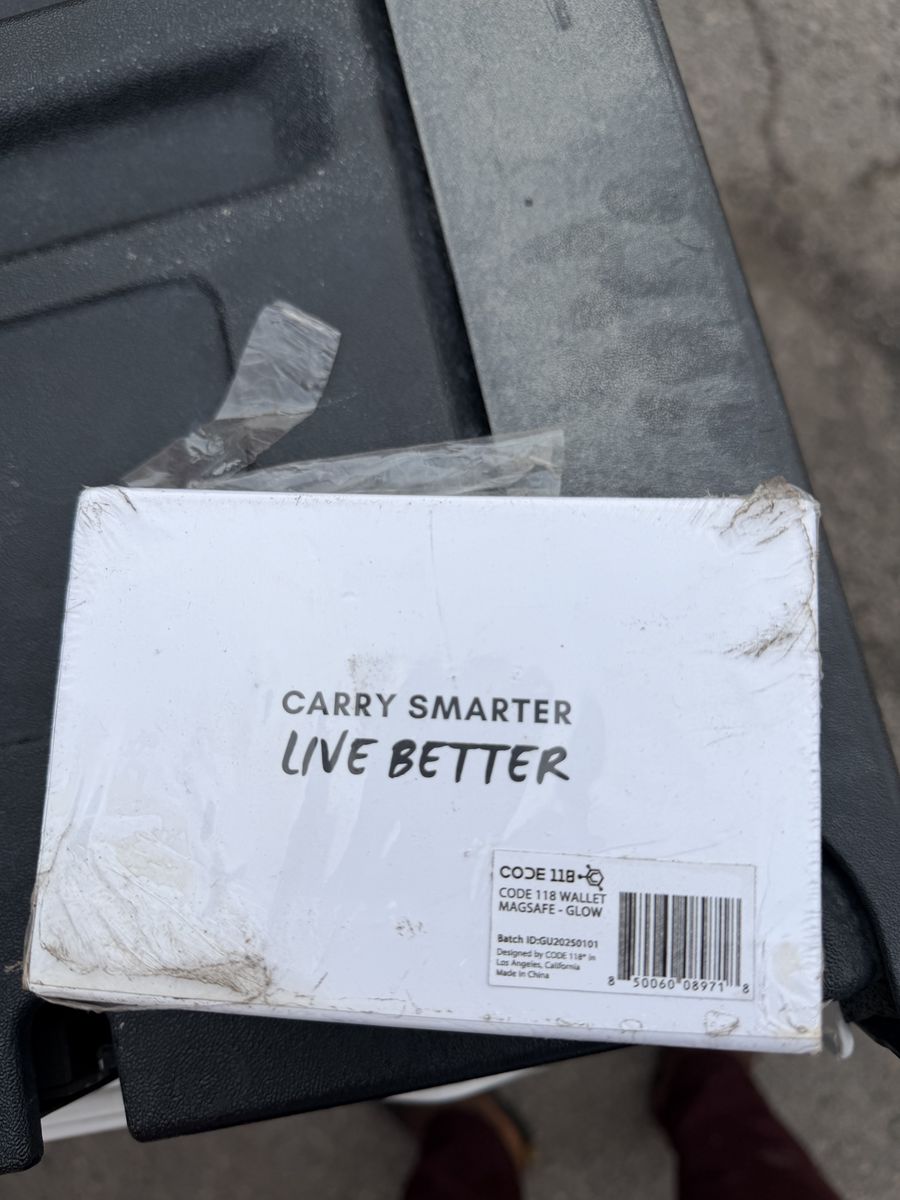 CARRY SMARTER
LIVE BETTER
CODE 118
CODE 118 WALLET
MAGSAFE - GLOW
Batch ID:GU20250101
Designed by CODE 118® in
Los Angeles, California
Made in China
8 50060 08971 8